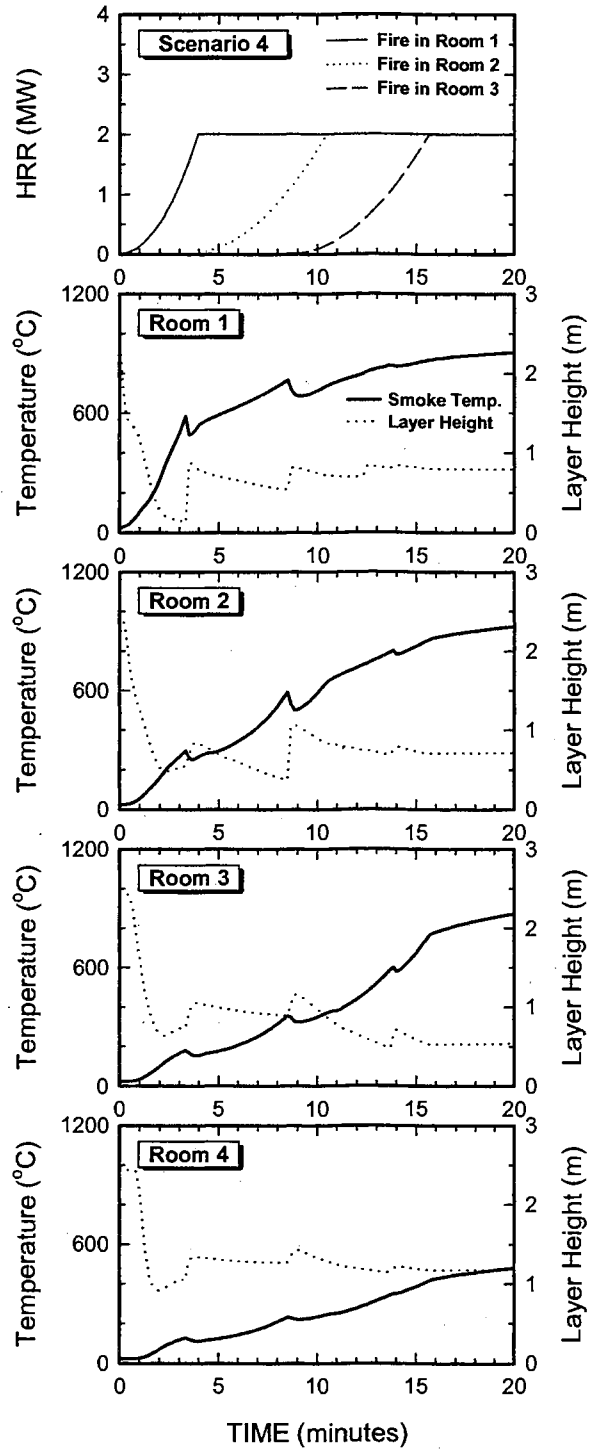 Scenario 4
Fire in Room 1
Fire in Room 2
Fire in Room 3
HRR (MW)
4
3
2
1
0
0 5 10 15 20
Room 1
Smoke Temp.
Layer Height
Temperature (°C)
Layer Height (m)
1200
600
0
3
2
1
0
0 5 10 15 20
Room 2
Temperature (°C)
Layer Height (m)
1200
600
0
3
2
1
0
0 5 10 15 20
Room 3
Temperature (°C)
Layer Height (m)
1200
600
0
3
2
1
0
0 5 10 15 20
Room 4
Temperature (°C)
Layer Height (m)
1200
600
0
3
2
1
0
0 5 10 15 20
TIME (minutes)